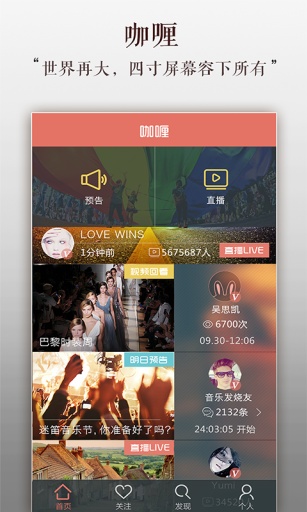 咖喱
“世界再大，四寸屏幕容下所有”
咖喱
预告
直播
LOVE WINS
1分钟前
5675687人
直播LIVE
视频回看
巴黎时装周
吴思凯
6700次
09.30-12:06
明日预告
迷笛音乐节，你准备好了吗？
音乐发烧友
2132条
24:03:05 开始
直播LIVE
Yumi
首页
关注
发现
个人